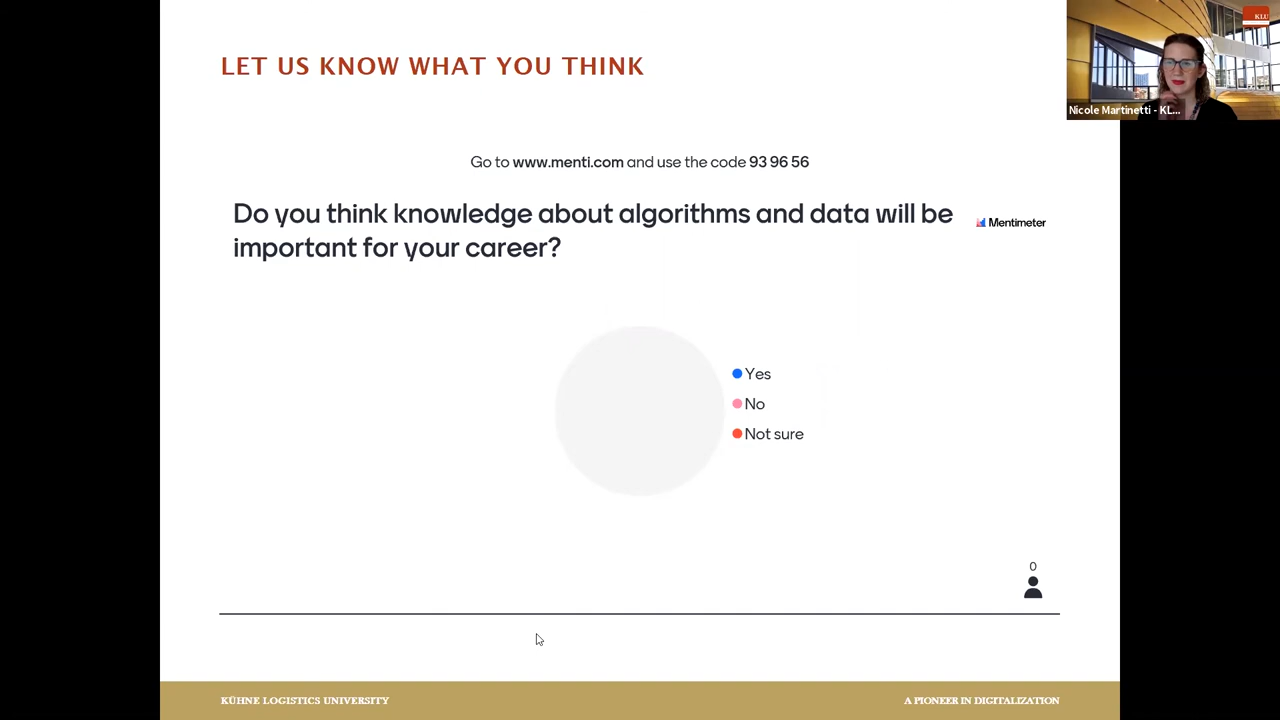 LET US KNOW WHAT YOU THINK
KLU
Nicole Martinetti - KL...
Go to www.menti.com and use the code 93 96 56
Do you think knowledge about algorithms and data will be
important for your career?
Mentimeter
Yes
No
Not sure
0
KÜHNE LOGISTICS UNIVERSITY
A PIONEER IN DIGITALIZATION